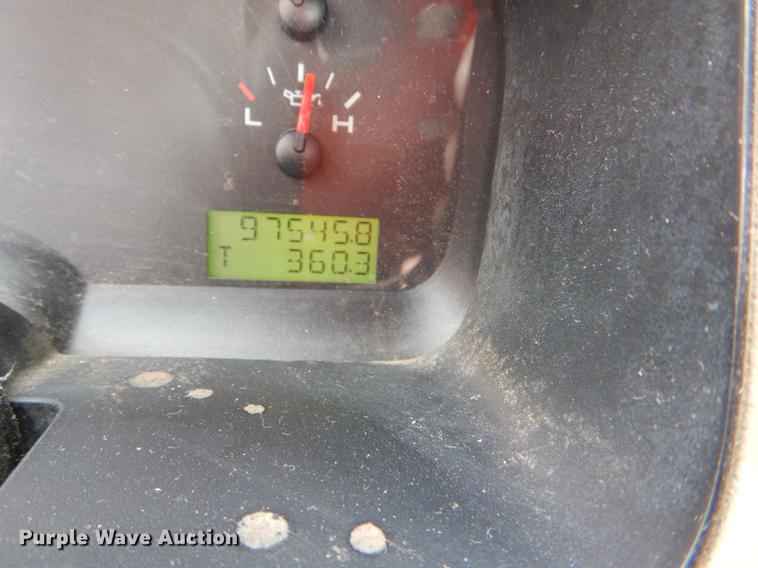 L H
97545.8
T 360.3
Purple Wave Auction